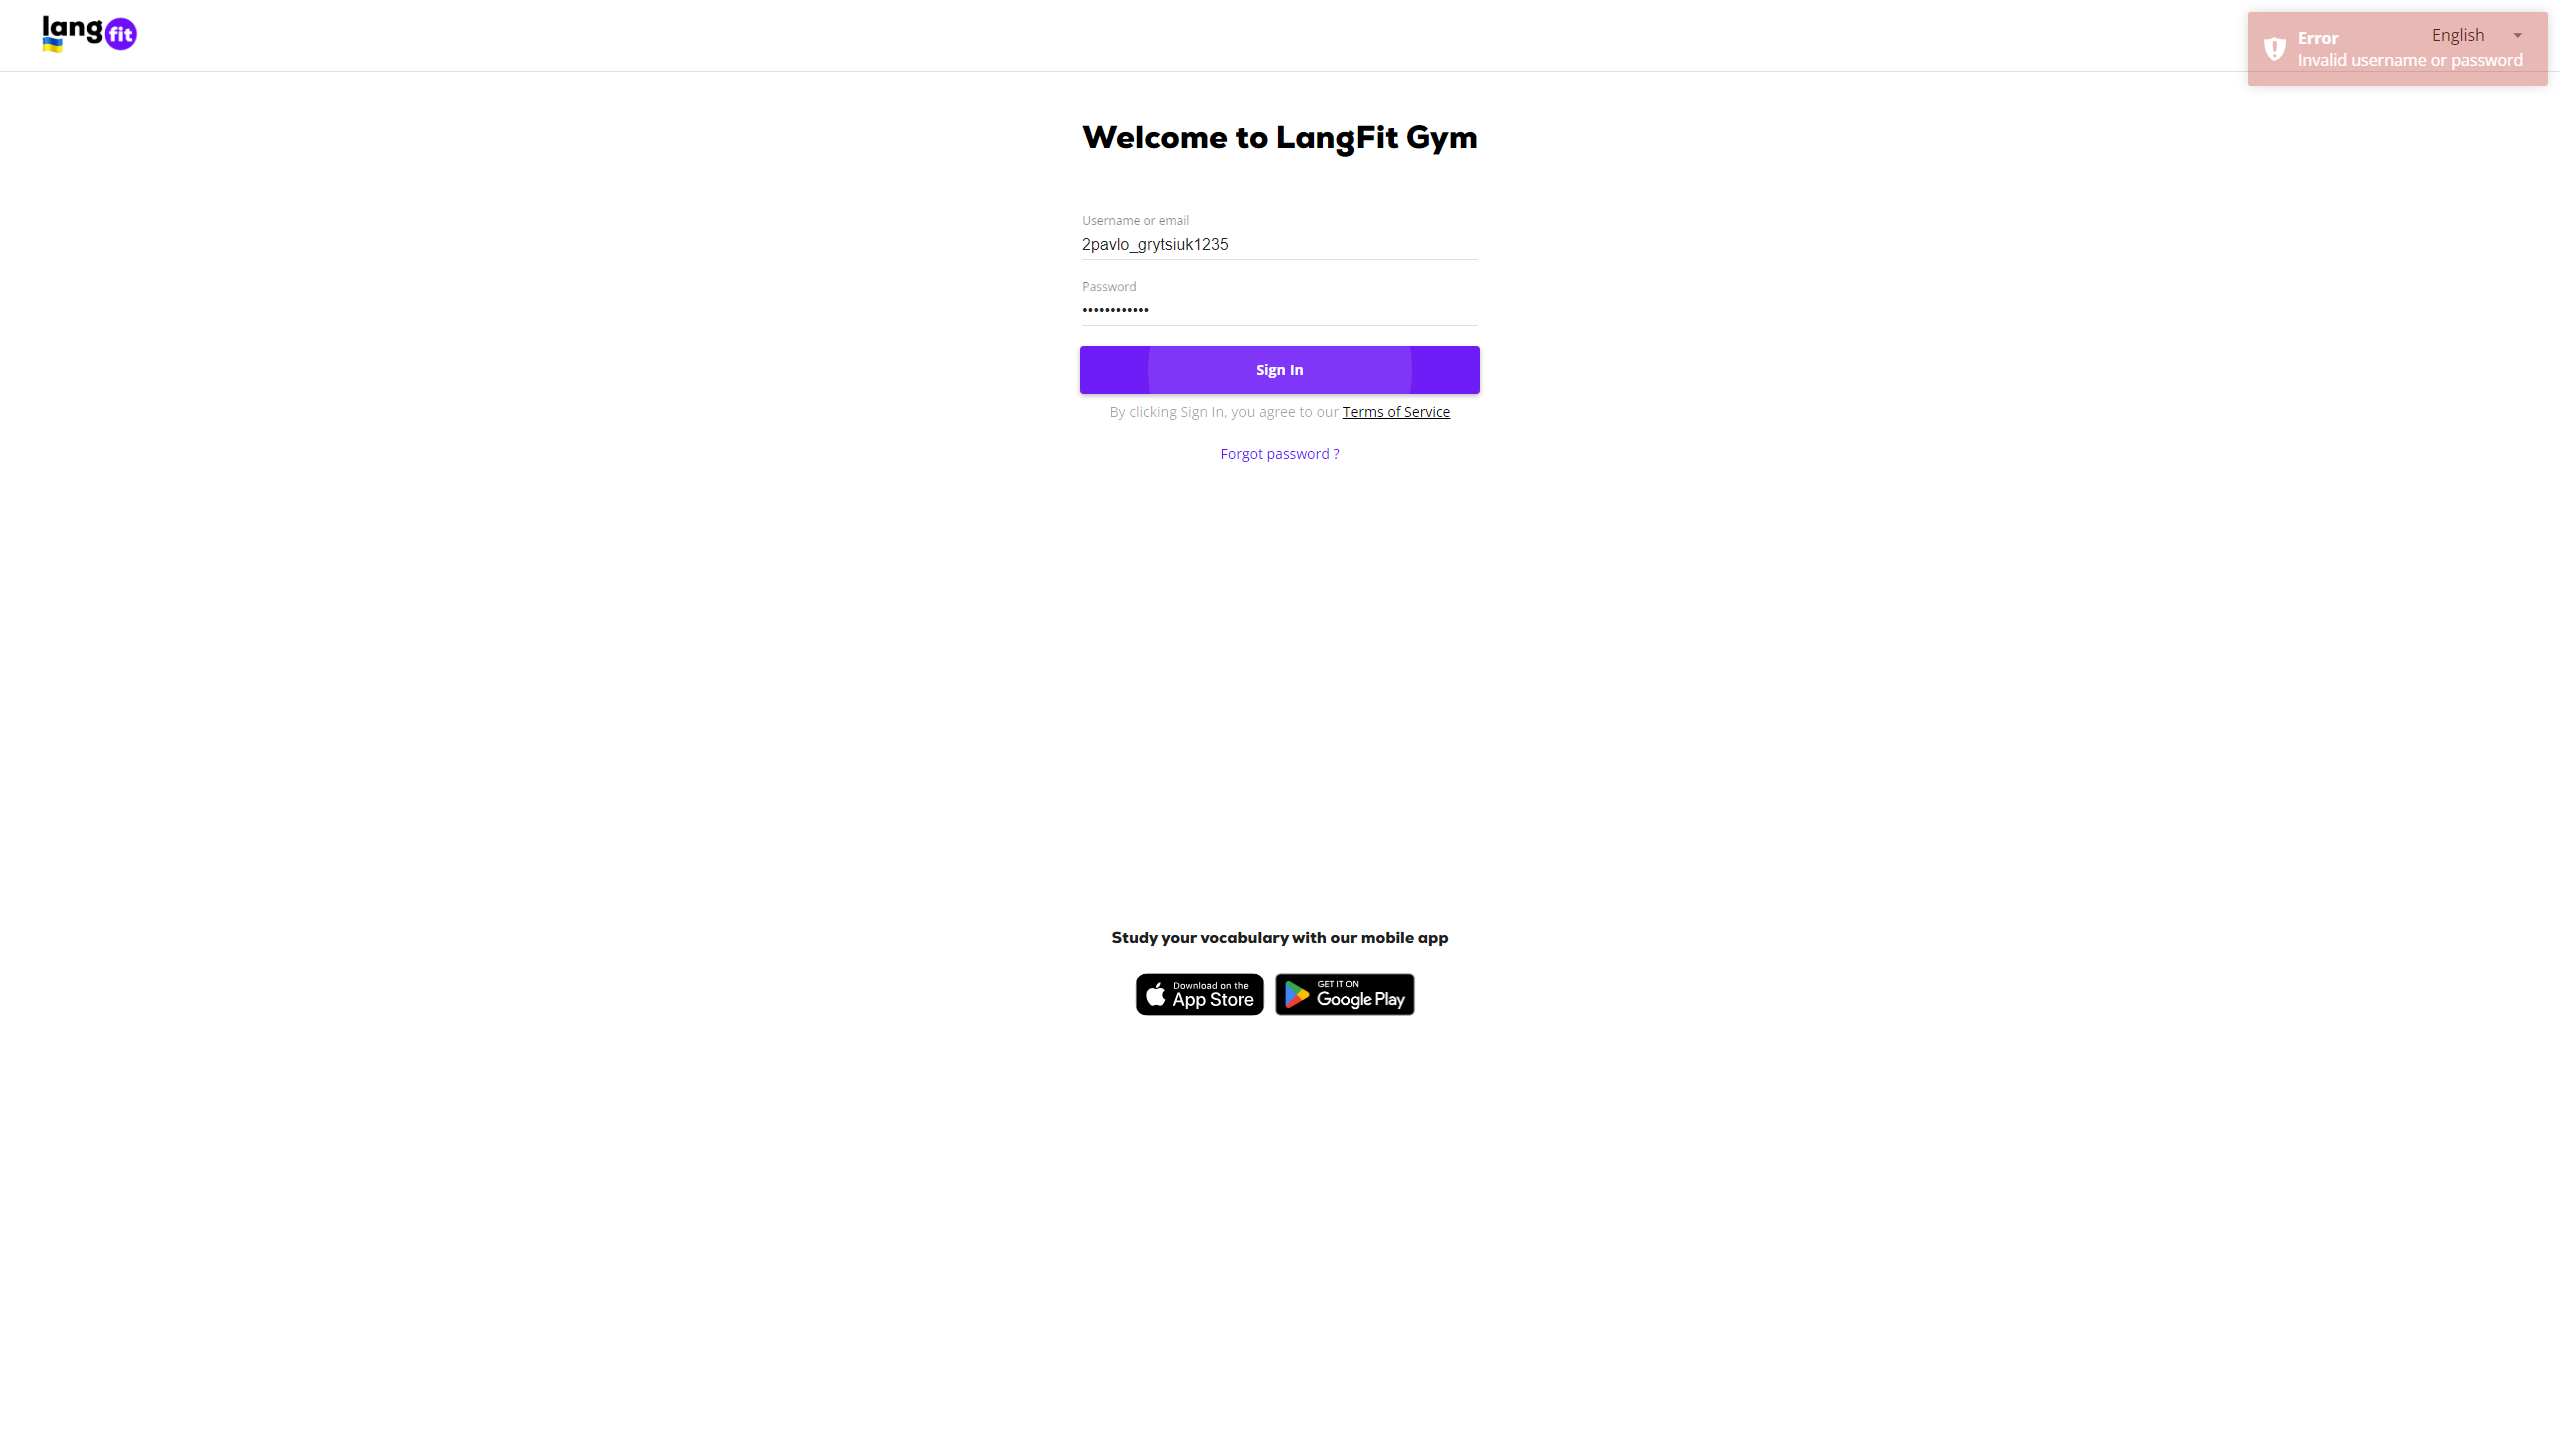 lang fit
English
Error
Invalid username or password
Welcome to LangFit Gym
Username or email
2pavlo_grytsiuk1235
Password
••••••••••••
Sign In
By clicking Sign In, you agree to our Terms of Service
Forgot password ?
Study your vocabulary with our mobile app
Download on the
App Store
GET IT ON
Google Play